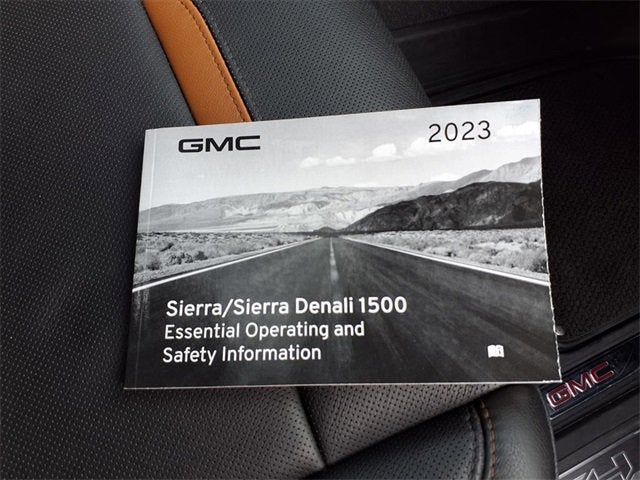 GMC
2023
Sierra/Sierra Denali 1500
Essential Operating and
Safety Information
GMC